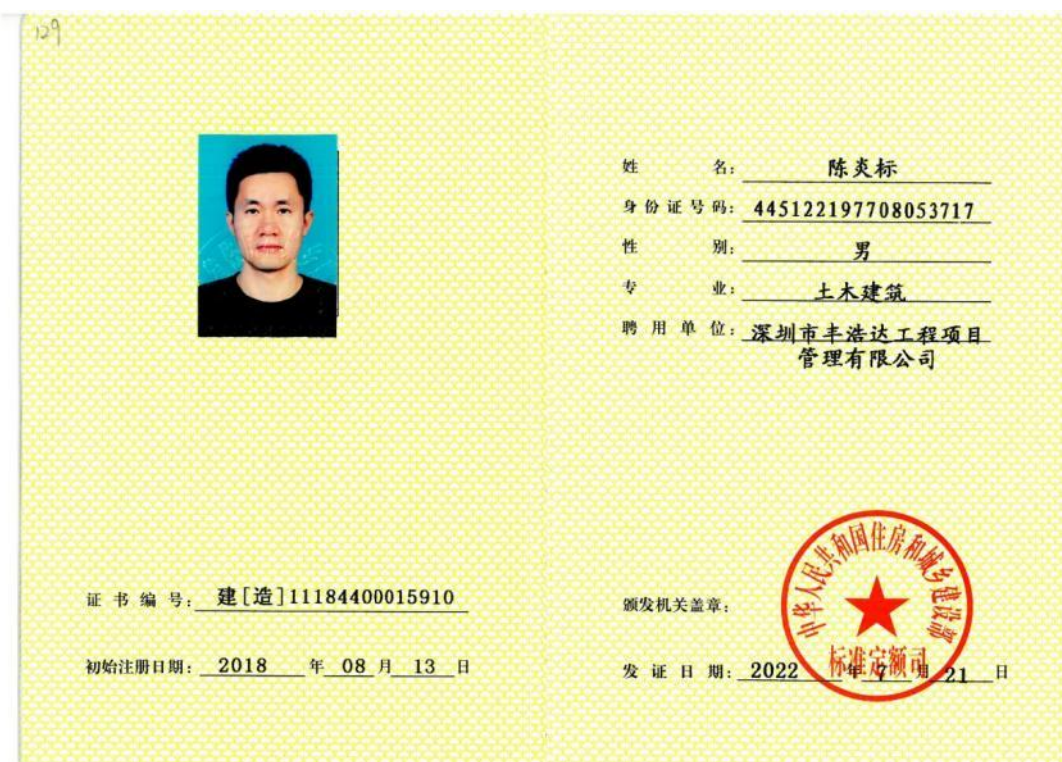 129
姓 名： 陈炎标
身份证号码： 445122197708053717
性 别： 男
专 业： 土木建筑
聘用单位： 深圳市丰浩达工程项目
管理有限公司
证书编号： 建[造]11184400015910
初始注册日期： 2018 年 08 月 13 日
颁发机关盖章：
中华人民共和国住房和城乡建设部
标准定额司
发证日期： 2022 年 7 月 21 日